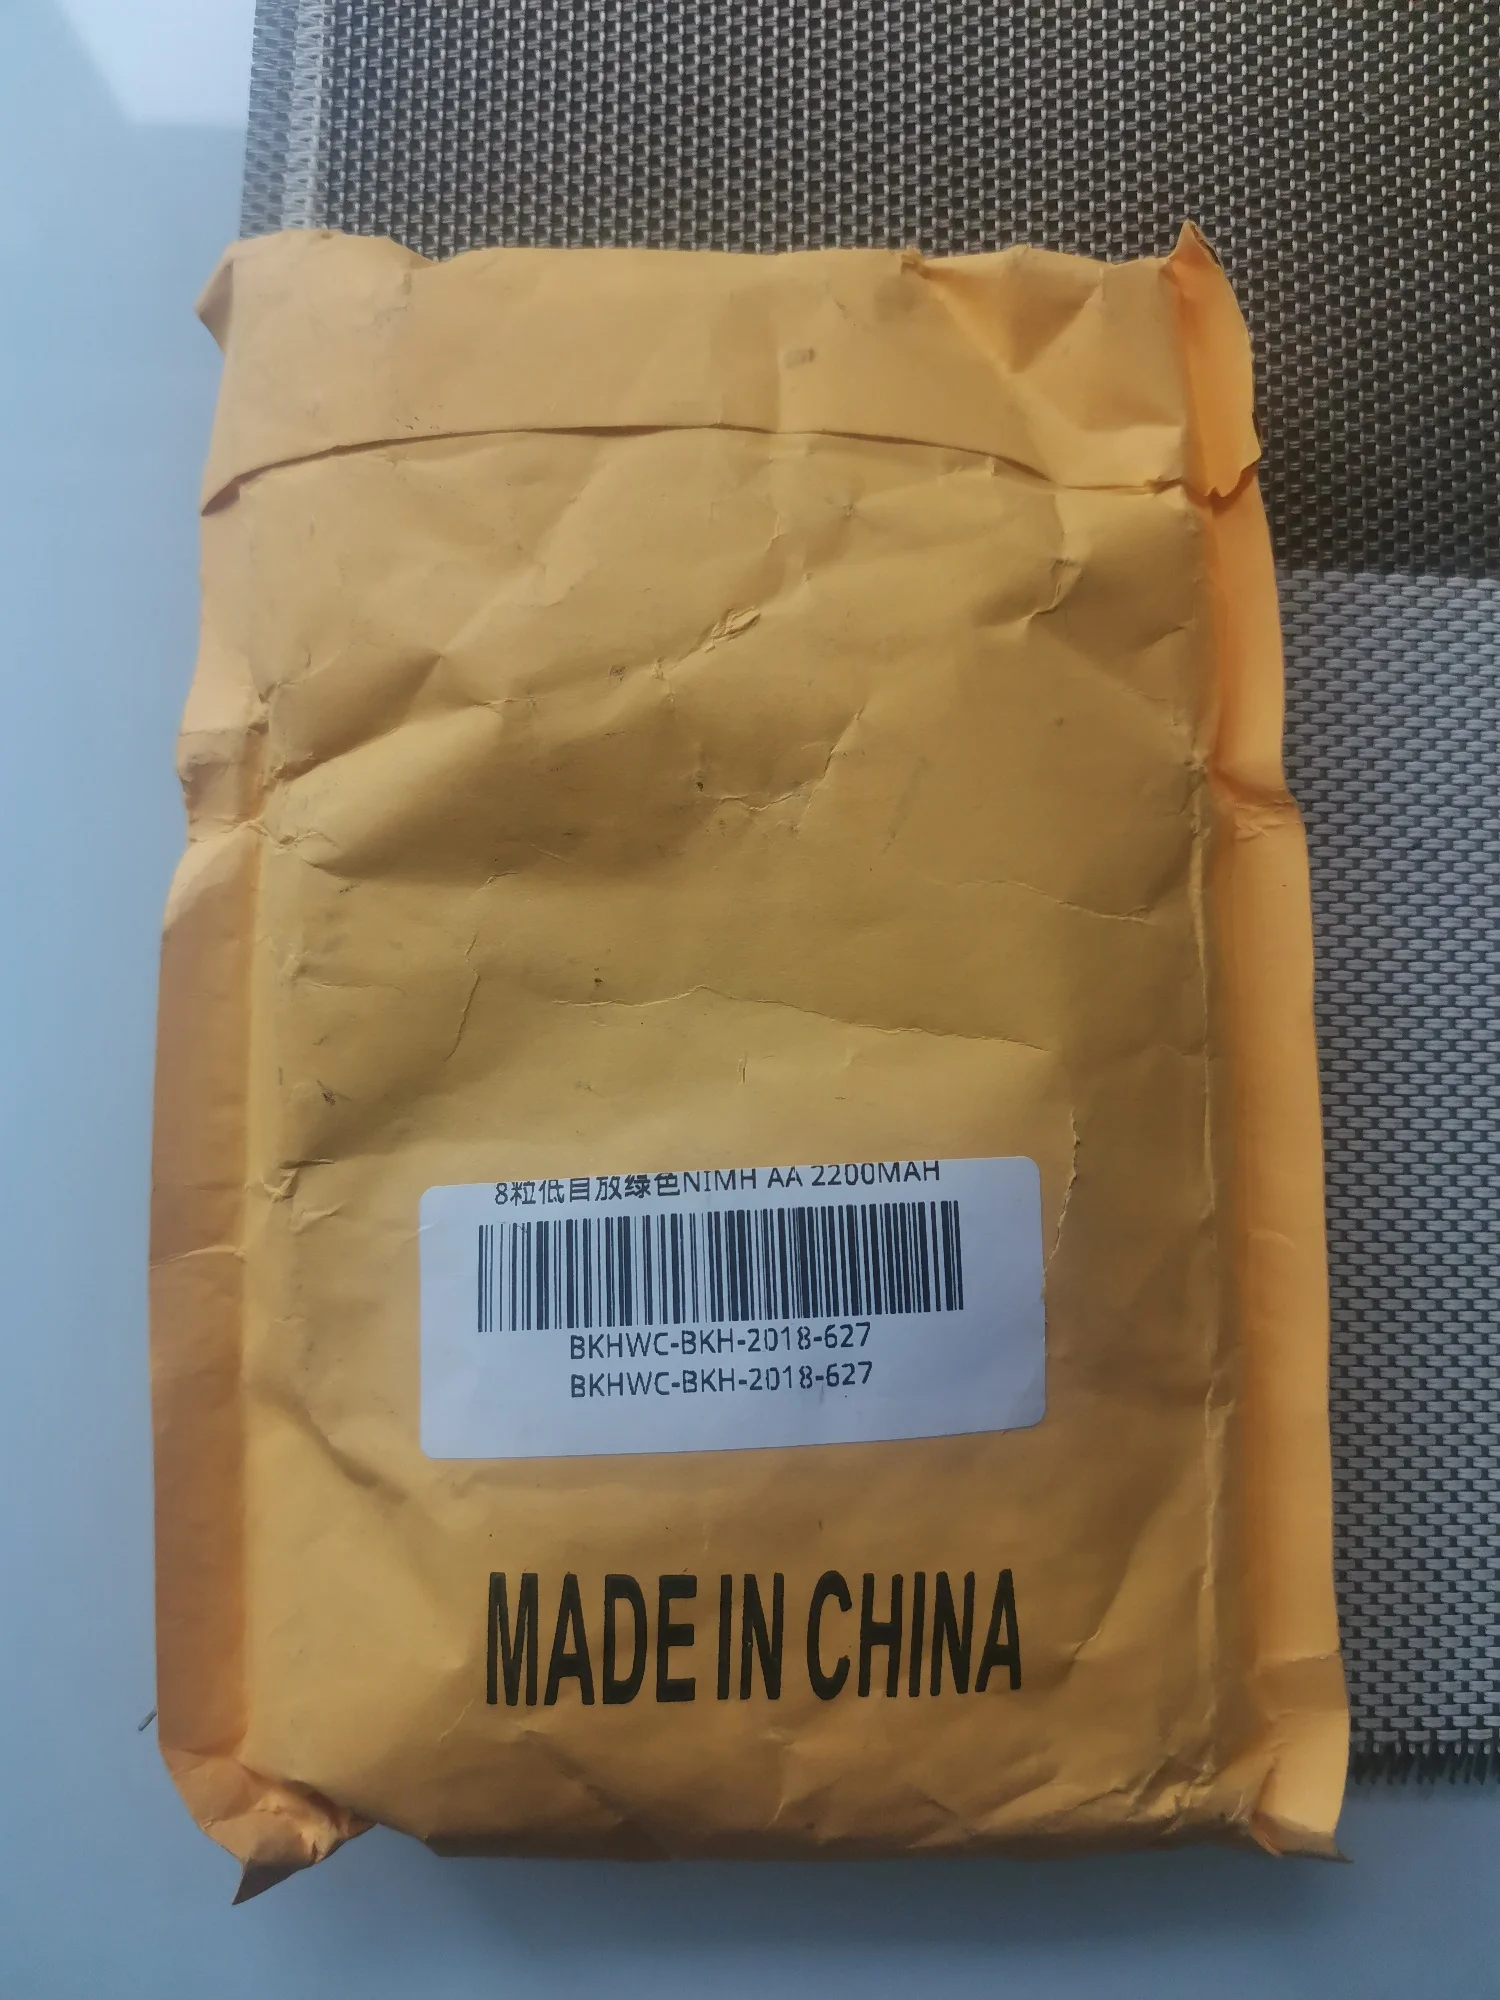 8粒低自放绿色NIMH AA 2200MAH
BKHWC-BKH-2018-627
BKHWC-BKH-2018-627
MADE IN CHINA